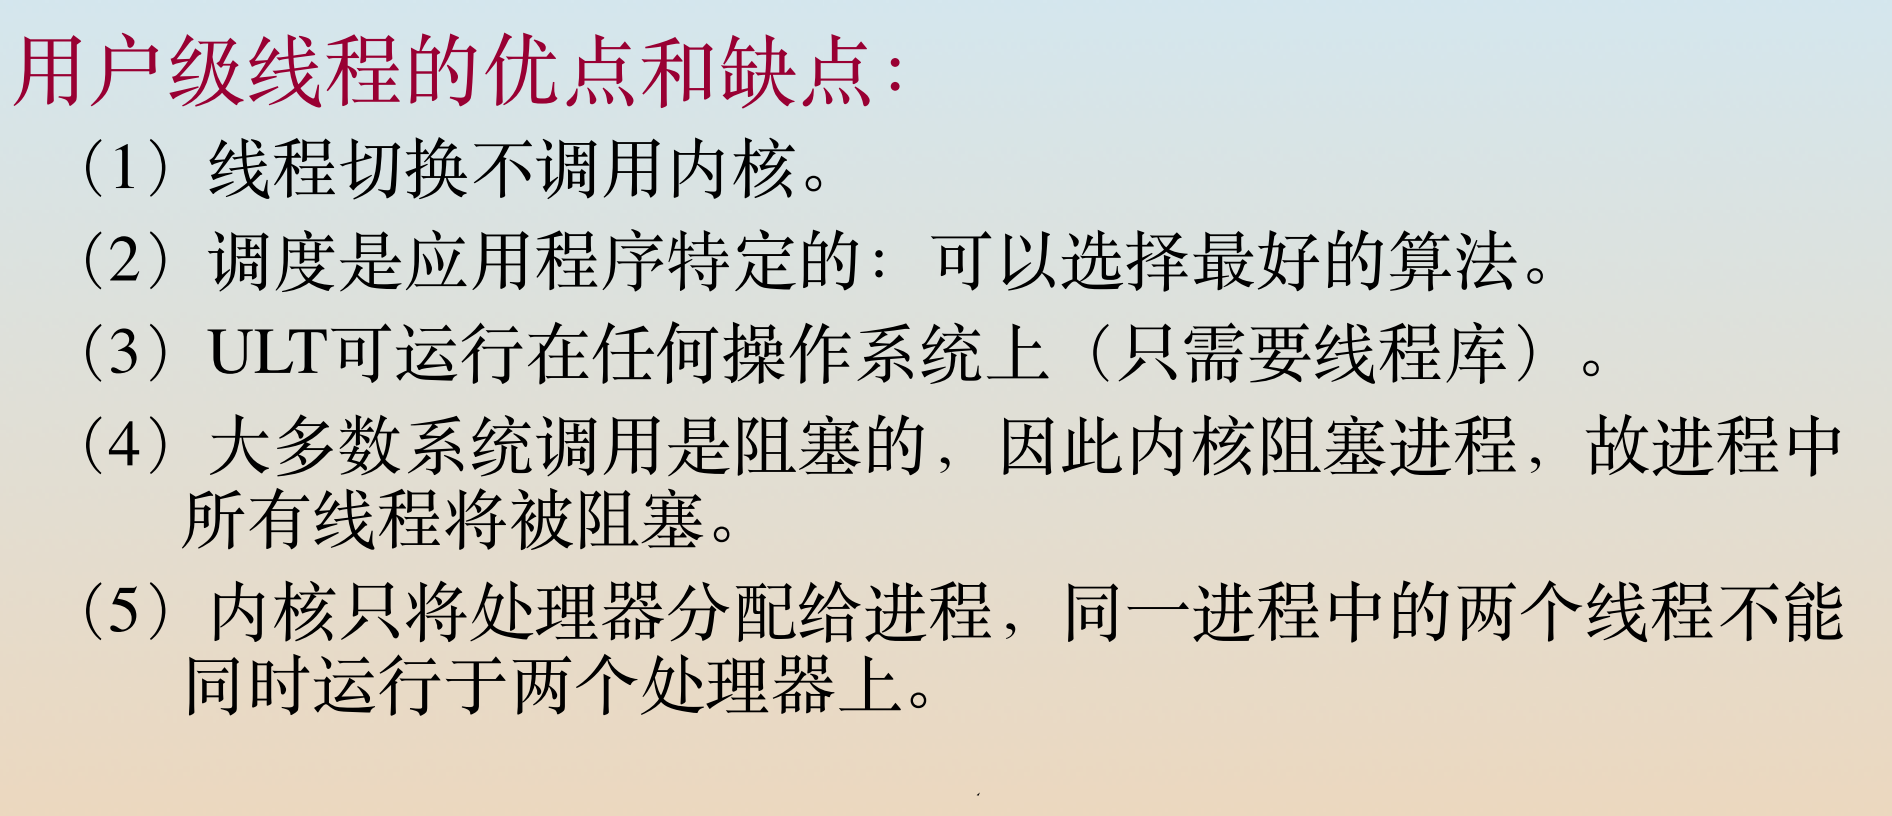 用户级线程的优点和缺点：
（1）线程切换不调用内核。
（2）调度是应用程序特定的：可以选择最好的算法。
（3）ULT可运行在任何操作系统上（只需要线程库）。
（4）大多数系统调用是阻塞的，因此内核阻塞进程，故进程中
所有线程将被阻塞。
（5）内核只将处理器分配给进程，同一进程中的两个线程不能
同时运行于两个处理器上。